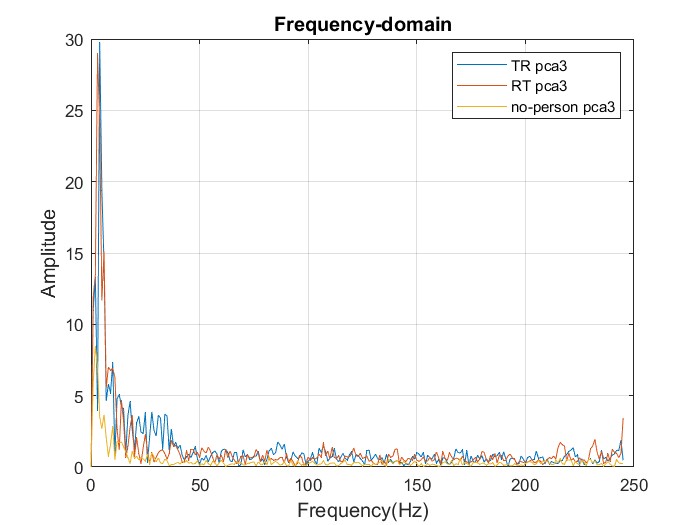 Frequency-domain
30
25
20
15
10
5
0
Amplitude
TR pca3
RT pca3
no-person pca3
0 50 100 150 200 250
Frequency(Hz)